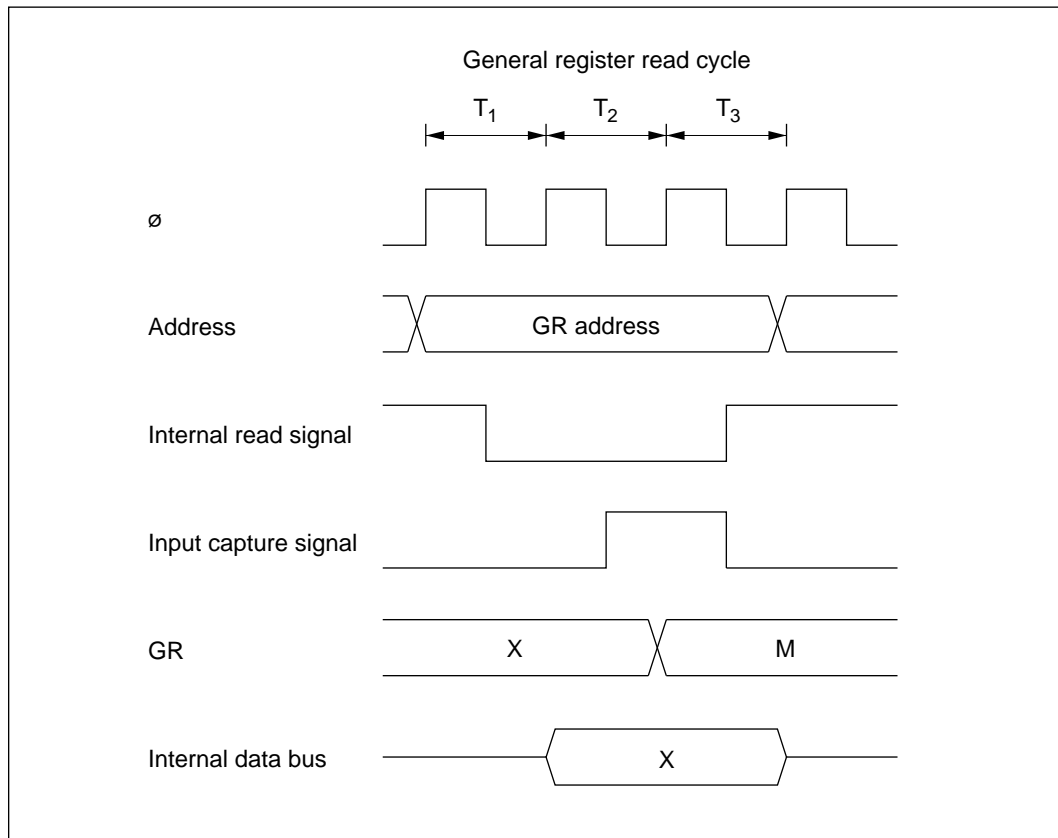 General register read cycle
T1 T2 T3
ø
Address GR address
Internal read signal
Input capture signal
GR X M
Internal data bus X